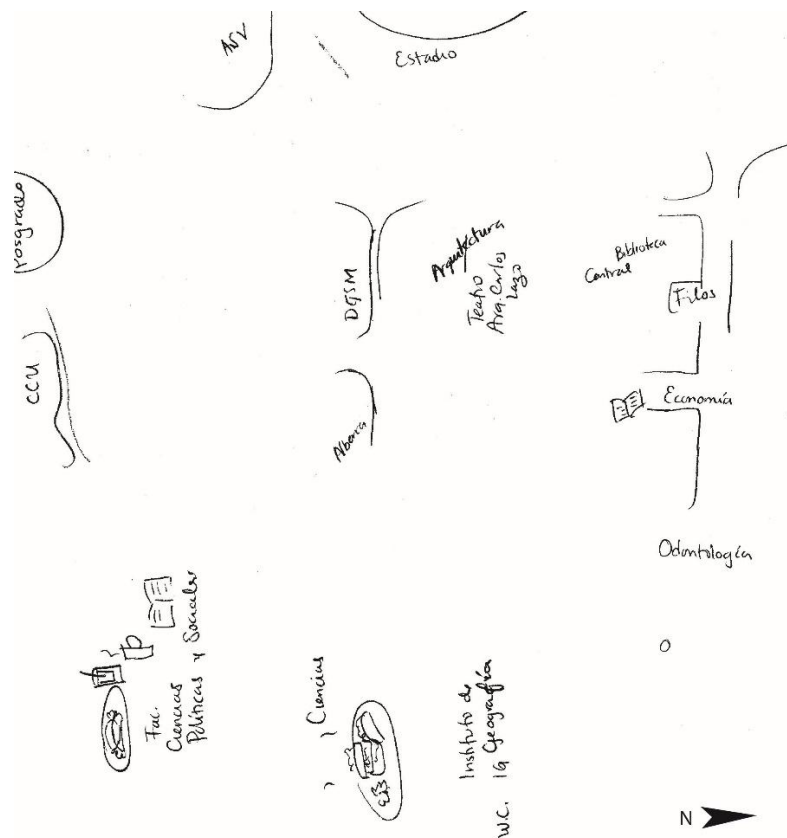 Estadio
Posgrado
DGSM
Arquitectura
Teatro
Arq. Carlos
Lazo
Biblioteca
Central
Filos
CCU
Alberca
Economía
Odontología
Fac.
Ciencias
Políticas y Sociales
Ciencias
Instituto de
Geografía
W.C. IG
N